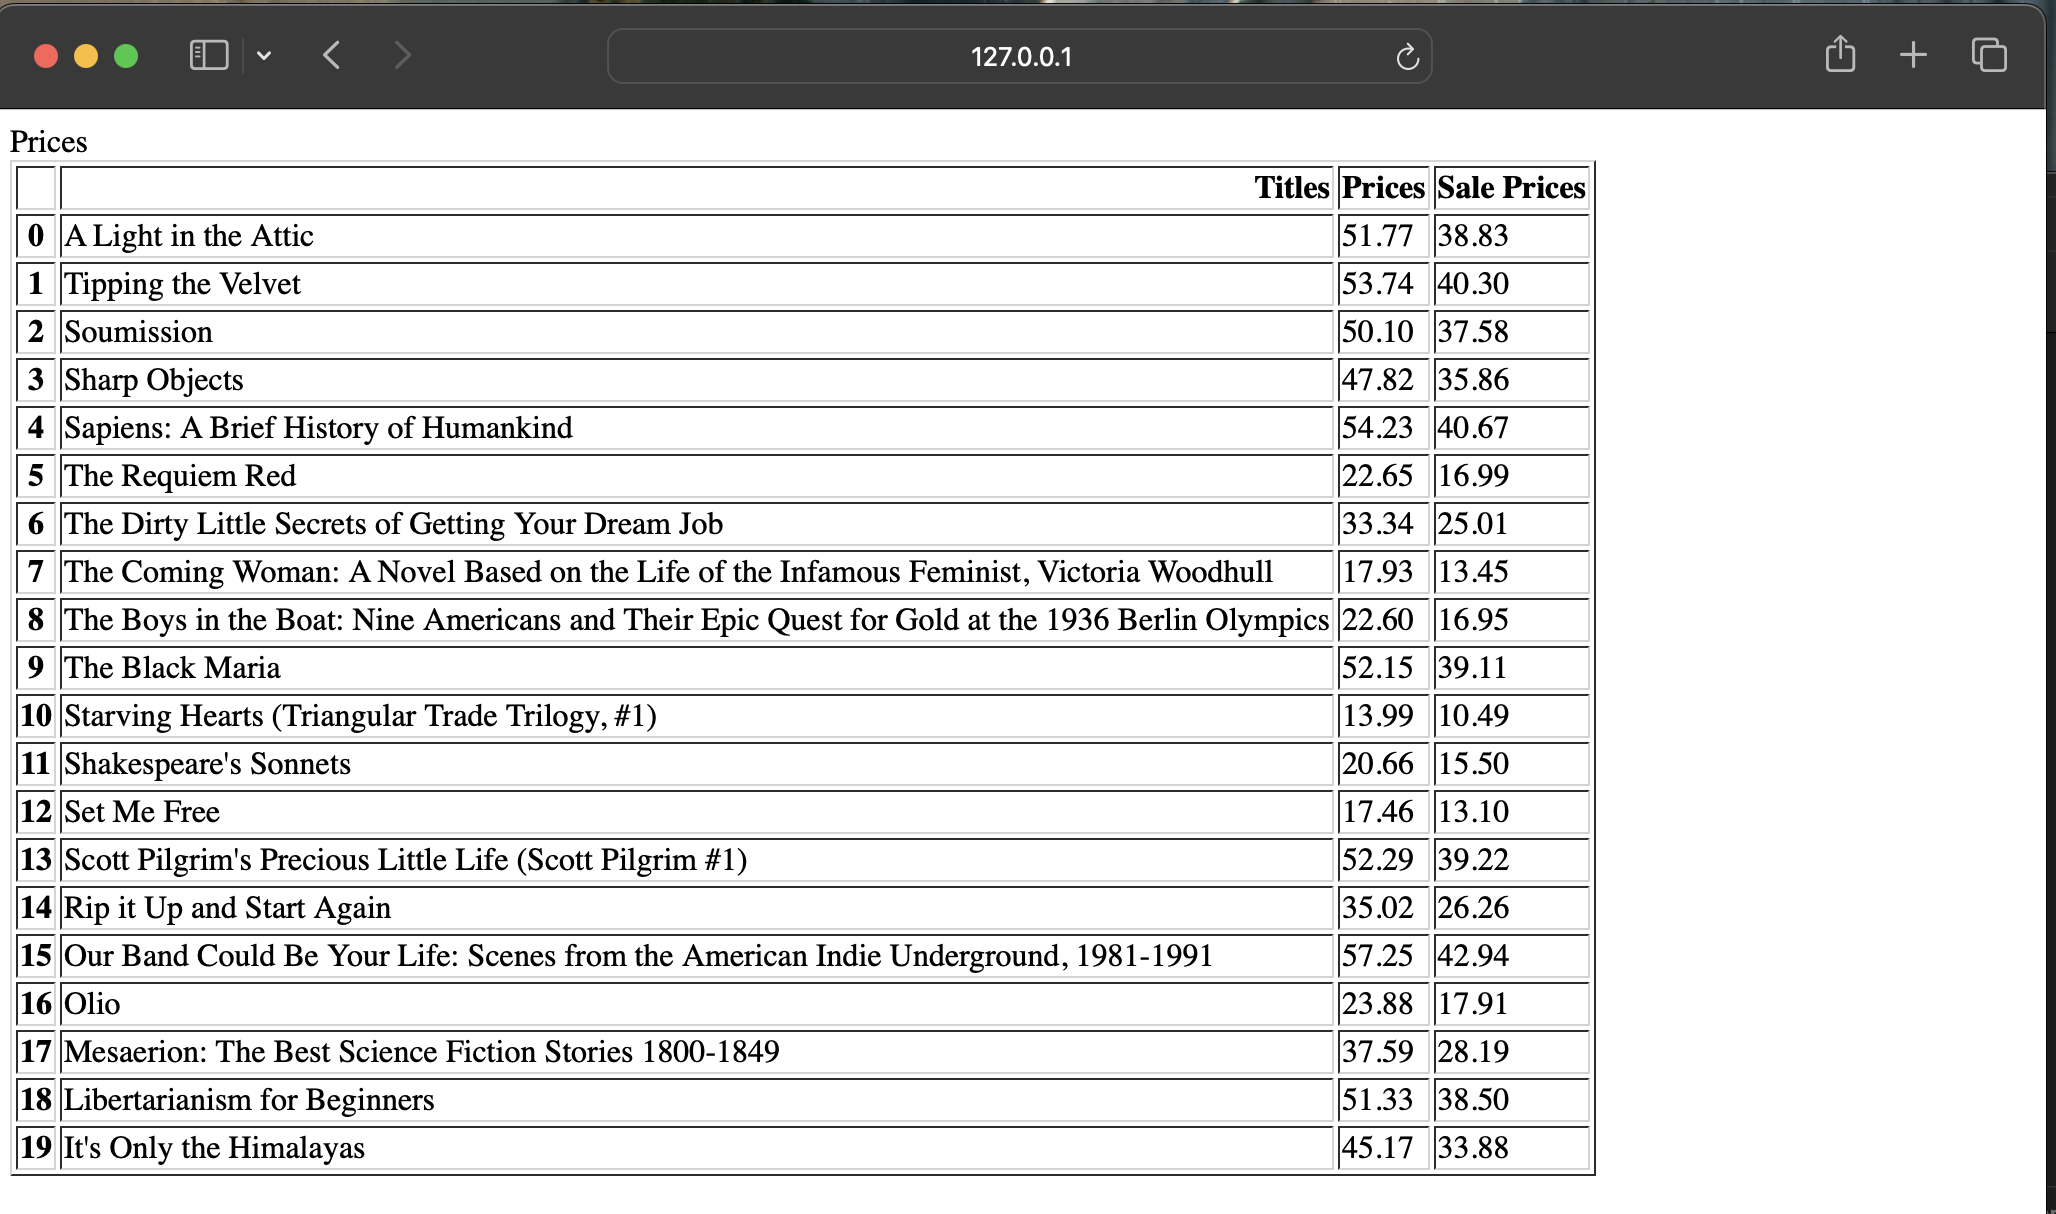 127.0.0.1
Prices
Titles Prices Sale Prices
0 A Light in the Attic 51.77 38.83
1 Tipping the Velvet 53.74 40.30
2 Soumission 50.10 37.58
3 Sharp Objects 47.82 35.86
4 Sapiens: A Brief History of Humankind 54.23 40.67
5 The Requiem Red 22.65 16.99
6 The Dirty Little Secrets of Getting Your Dream Job 33.34 25.01
7 The Coming Woman: A Novel Based on the Life of the Infamous Feminist, Victoria Woodhull 17.93 13.45
8 The Boys in the Boat: Nine Americans and Their Epic Quest for Gold at the 1936 Berlin Olympics 22.60 16.95
9 The Black Maria 52.15 39.11
10 Starving Hearts (Triangular Trade Trilogy, #1) 13.99 10.49
11 Shakespeare's Sonnets 20.66 15.50
12 Set Me Free 17.46 13.10
13 Scott Pilgrim's Precious Little Life (Scott Pilgrim #1) 52.29 39.22
14 Rip it Up and Start Again 35.02 26.26
15 Our Band Could Be Your Life: Scenes from the American Indie Underground, 1981-1991 57.25 42.94
16 Olio 23.88 17.91
17 Mesaerion: The Best Science Fiction Stories 1800-1849 37.59 28.19
18 Libertarianism for Beginners 51.33 38.50
19 It's Only the Himalayas 45.17 33.88